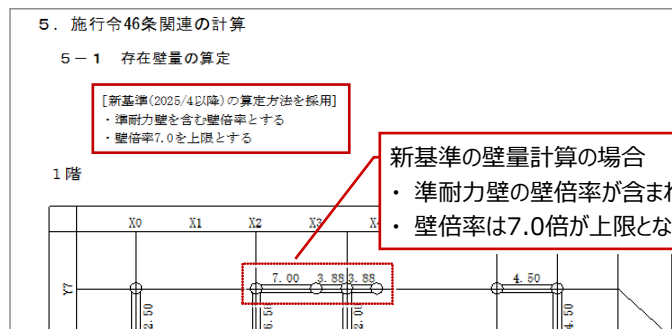 5．施行令46条関連の計算
5－1 存在壁量の算定
[新基準(2025/4以降)の算定方法を採用]
・準耐力壁を含む壁倍率とする
・壁倍率7.0を上限とする
新基準の壁量計算の場合
・ 準耐力壁の壁倍率が含ま
・ 壁倍率は7.0倍が上限とな
1階
X0 X1 X2 X3
7.00 3.88 3.88 4.50
Y7
2.50
4.50